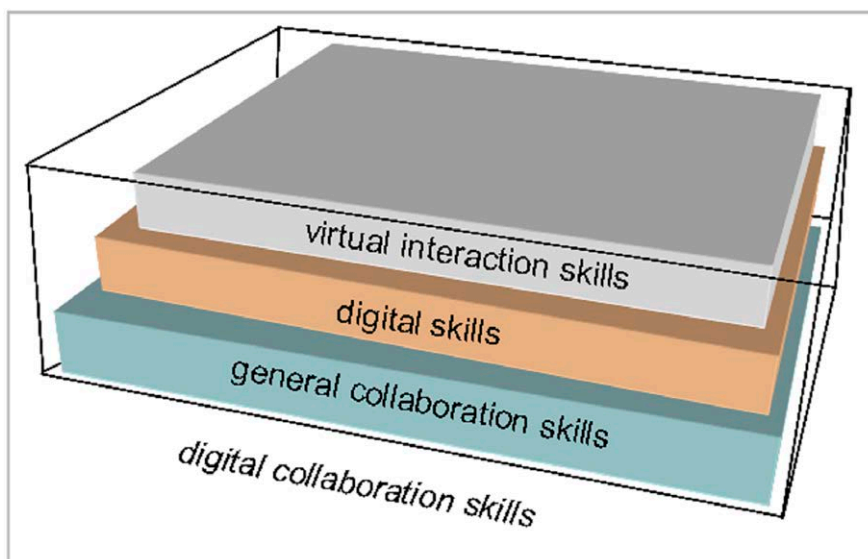 virtual interaction skills
digital skills
general collaboration skills
digital collaboration skills